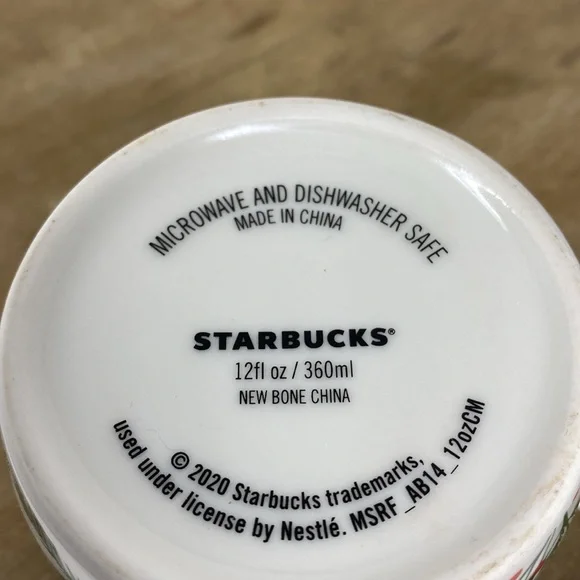 MICROWAVE AND DISHWASHER SAFE
MADE IN CHINA
STARBUCKS®
12fl oz / 360ml
NEW BONE CHINA
© 2020 Starbucks trademarks,
used under license by Nestlé. MSRF_AB14_12ozCM